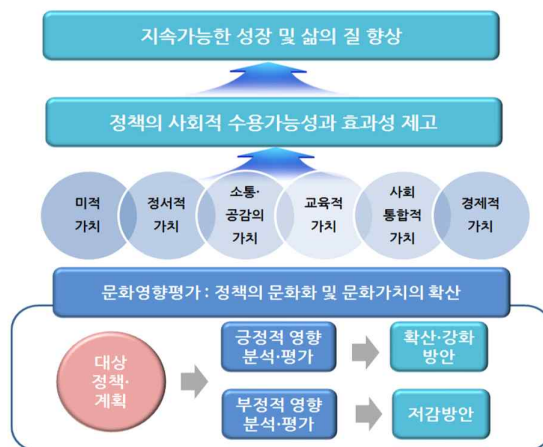 지속가능한 성장 및 삶의 질 향상
정책의 사회적 수용가능성과 효과성 제고
미적
가치
정서적
가치
소통·
공감의
가치
교육적
가치
사회
통합적
가치
경제적
가치
문화영향평가 : 정책의 문화화 및 문화가치의 확산
대상
정책·
계획
긍정적 영향
분석·평가
확산·강화
방안
부정적 영향
분석·평가
저감방안